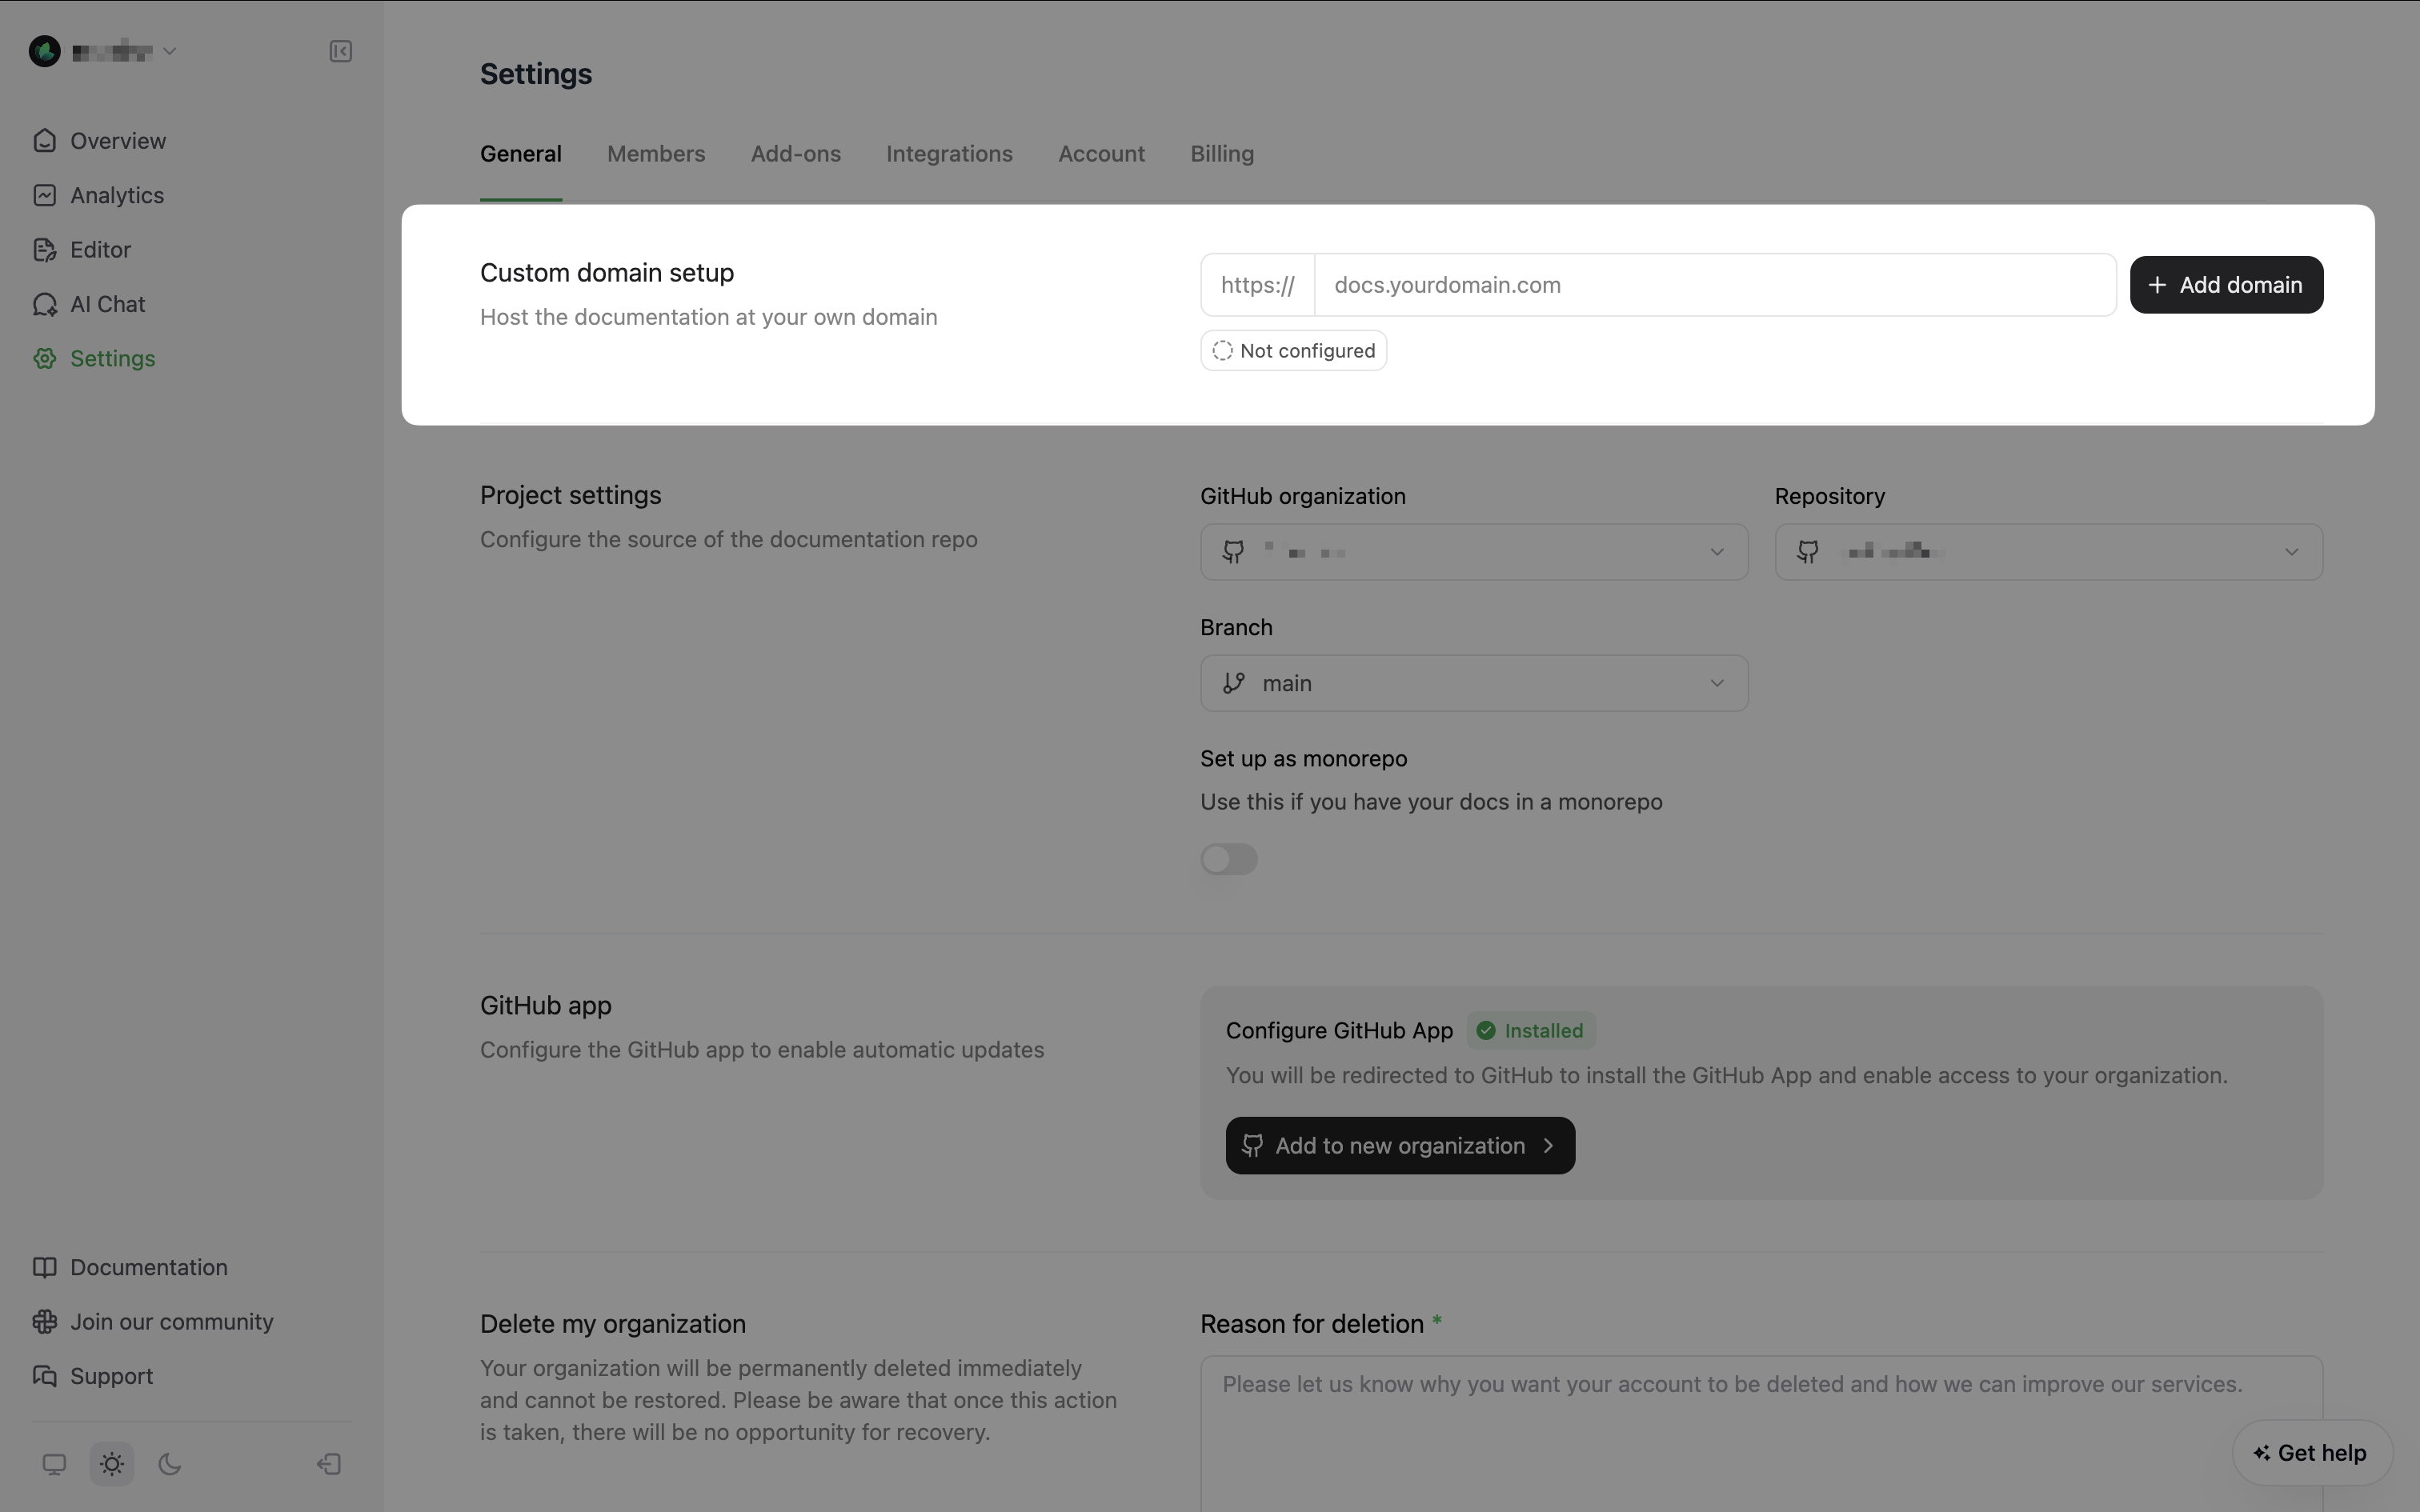 Overview
Analytics
Editor
AI Chat
Settings
Documentation
Join our community
Support
Settings
General
Members
Add-ons
Integrations
Account
Billing
Custom domain setup
Host the documentation at your own domain
https://
docs.yourdomain.com
Add domain
Not configured
Project settings
Configure the source of the documentation repo
GitHub organization
Repository
Branch
main
Set up as monorepo
Use this if you have your docs in a monorepo
GitHub app
Configure the GitHub app to enable automatic updates
Configure GitHub App
Installed
You will be redirected to GitHub to install the GitHub App and enable access to your organization.
Add to new organization
Delete my organization
Your organization will be permanently deleted immediately
and cannot be restored. Please be aware that once this action
is taken, there will be no opportunity for recovery.
Reason for deletion *
Please let us know why you want your account to be deleted and how we can improve our services.
Get help